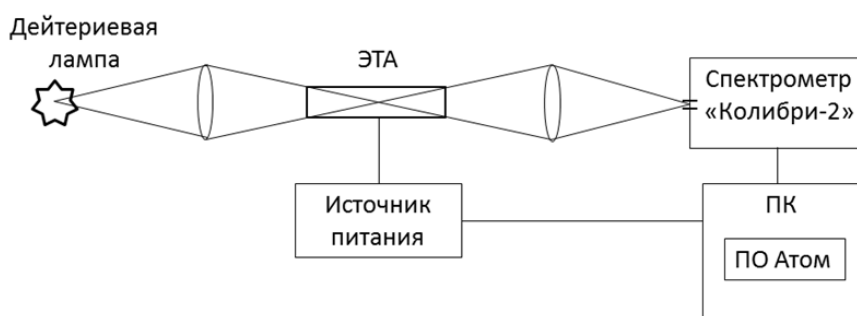 Дейтериевая
лампа
ЭТА
Спектрометр
«Колибри-2»
Источник
питания
ПК
ПО Атом